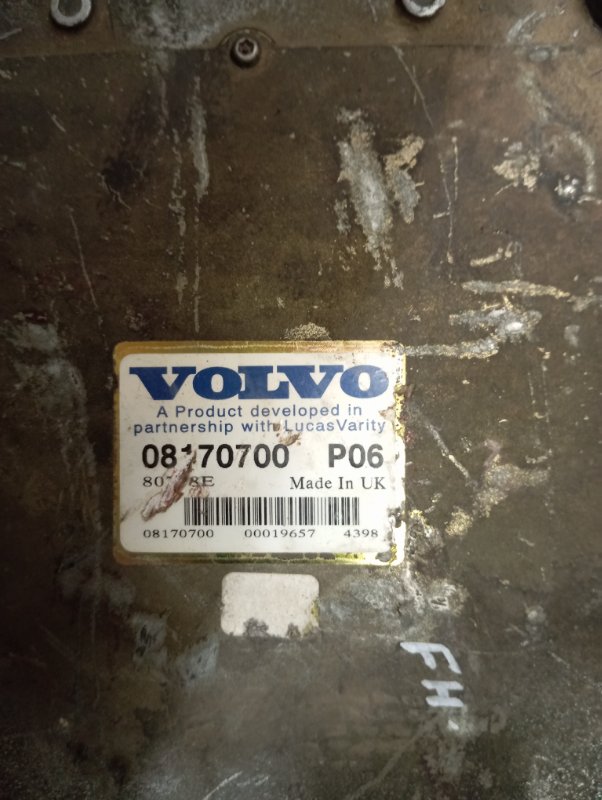 VOLVO
A Product developed in
partnership with LucasVarity
08170700 P06
Made In UK
08170700 00019657 4398
FH